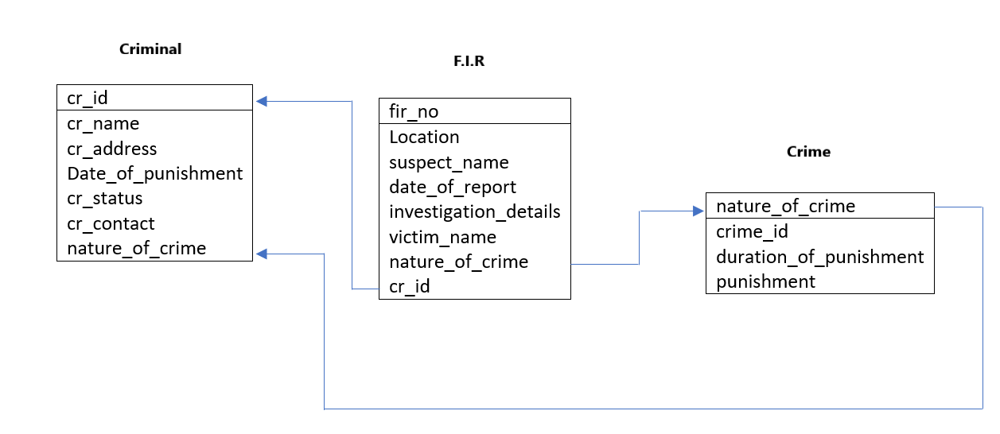 Criminal
cr_id
cr_name
cr_address
Date_of_punishment
cr_status
cr_contact
nature_of_crime
F.I.R
fir_no
Location
suspect_name
date_of_report
investigation_details
victim_name
nature_of_crime
cr_id
Crime
nature_of_crime
crime_id
duration_of_punishment
punishment